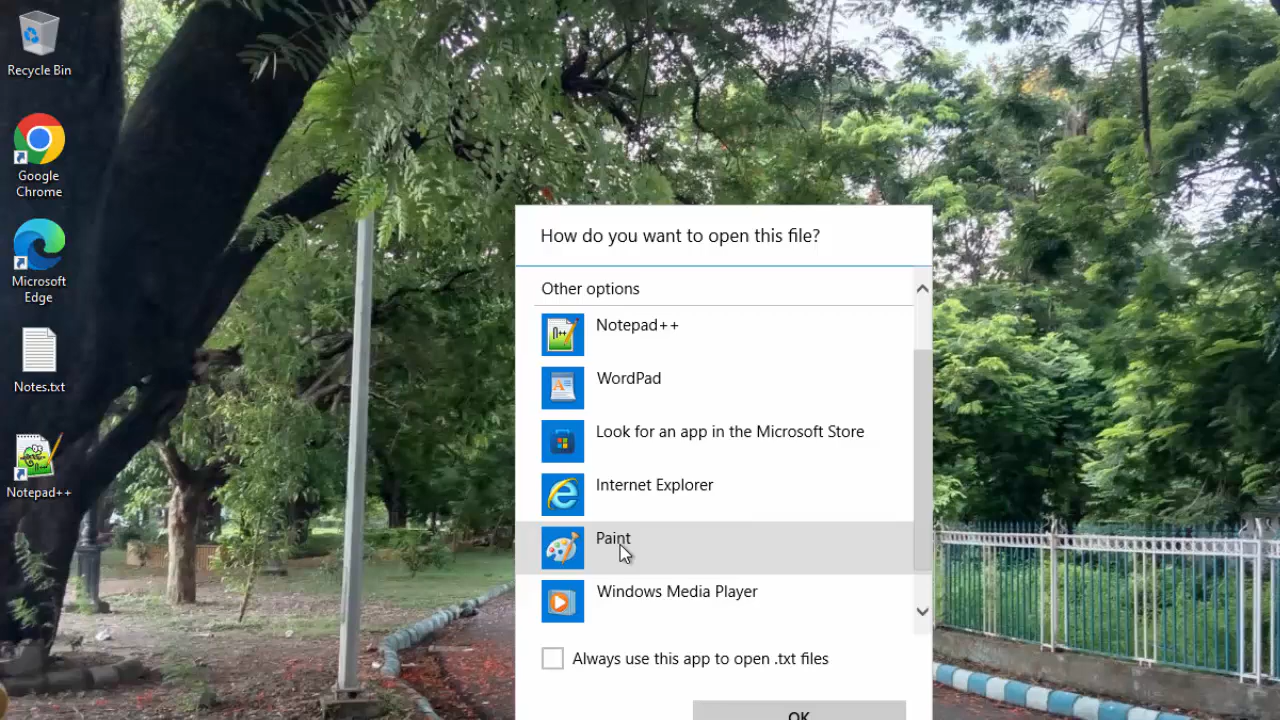 Recycle Bin
Google
Chrome
Microsoft
Edge
Notes.txt
Notepad++
How do you want to open this file?
Other options
Notepad++
WordPad
Look for an app in the Microsoft Store
Internet Explorer
Paint
Windows Media Player
Always use this app to open .txt files
OK